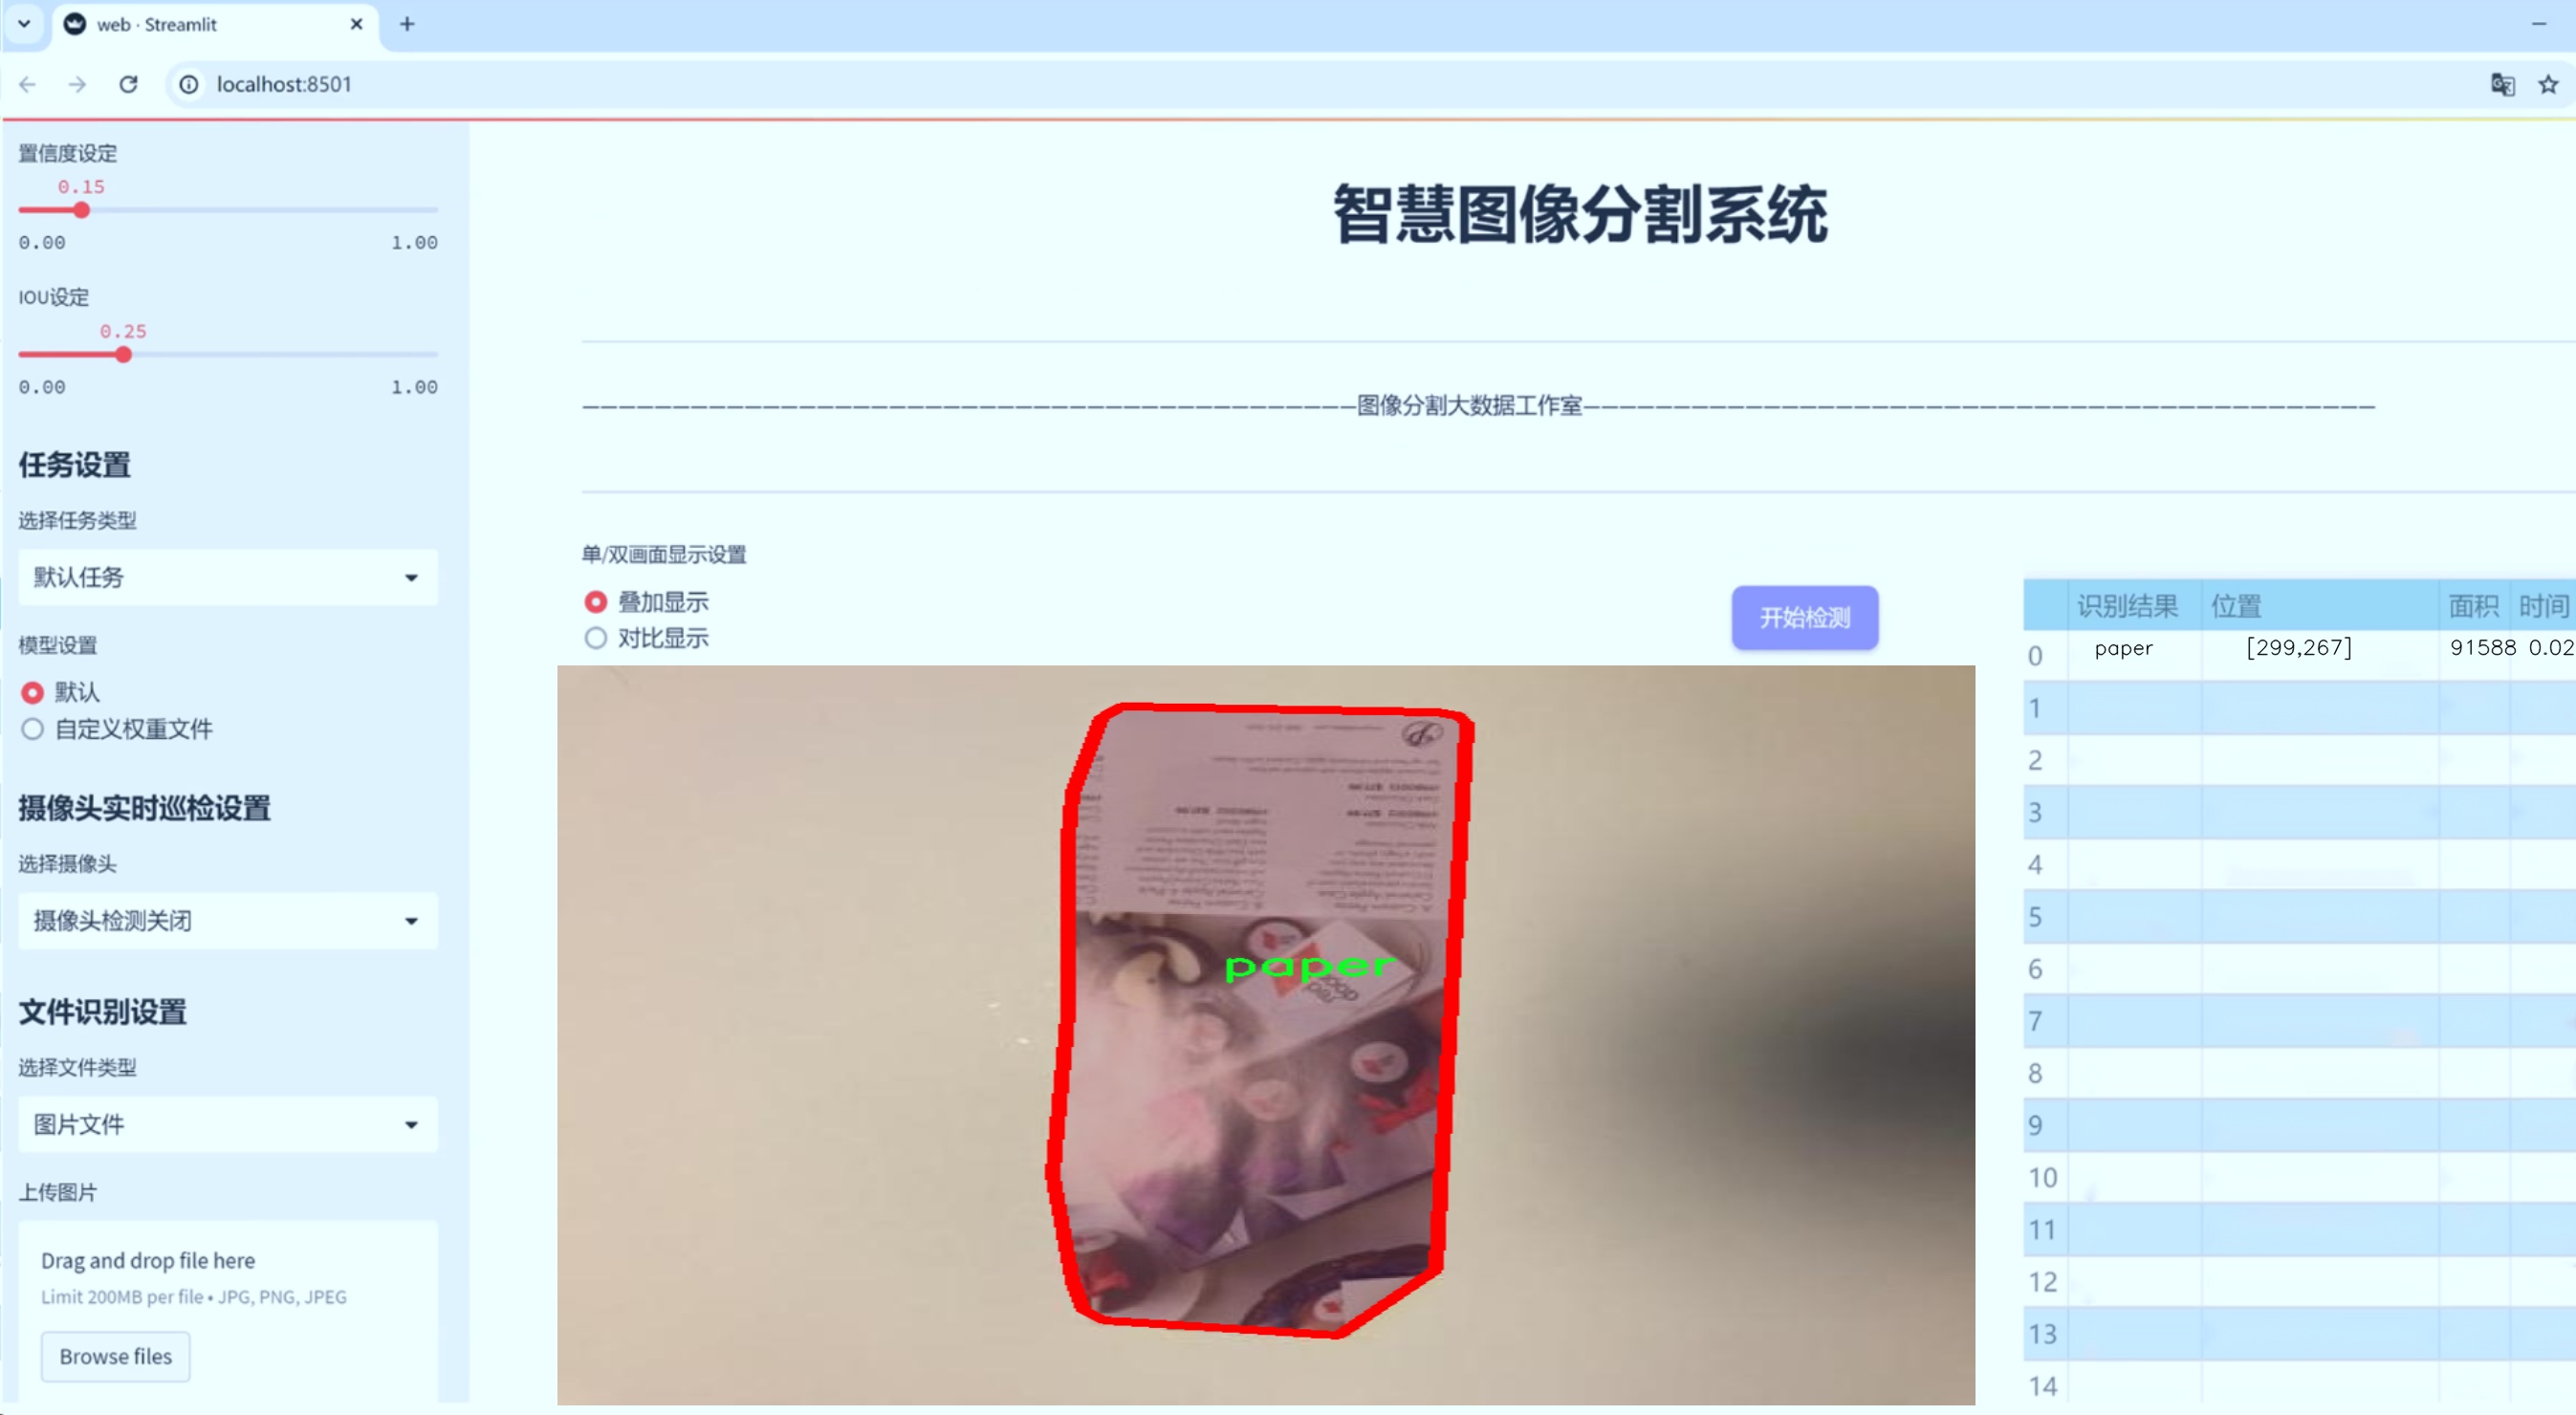 web · Streamlit
localhost:8501
置信度设定
0.15
0.00 1.00
IOU设定
0.25
0.00 1.00
任务设置
选择任务类型
默认任务
模型设置
默认
自定义权重文件
摄像头实时巡检设置
选择摄像头
摄像头检测关闭
文件识别设置
选择文件类型
图片文件
上传图片
Drag and drop file here
Limit 200MB per file • JPG, PNG, JPEG
Browse files
智慧图像分割系统
———————————————————————————————————————————图像分割大数据工作室————————————————————————————————————————————
单/双画面显示设置
叠加显示
对比显示
开始检测
paper
识别结果 位置 面积 时间
0 paper [299,267] 91588 0.02
1
2
3
4
5
6
7
8
9
10
11
12
13
14